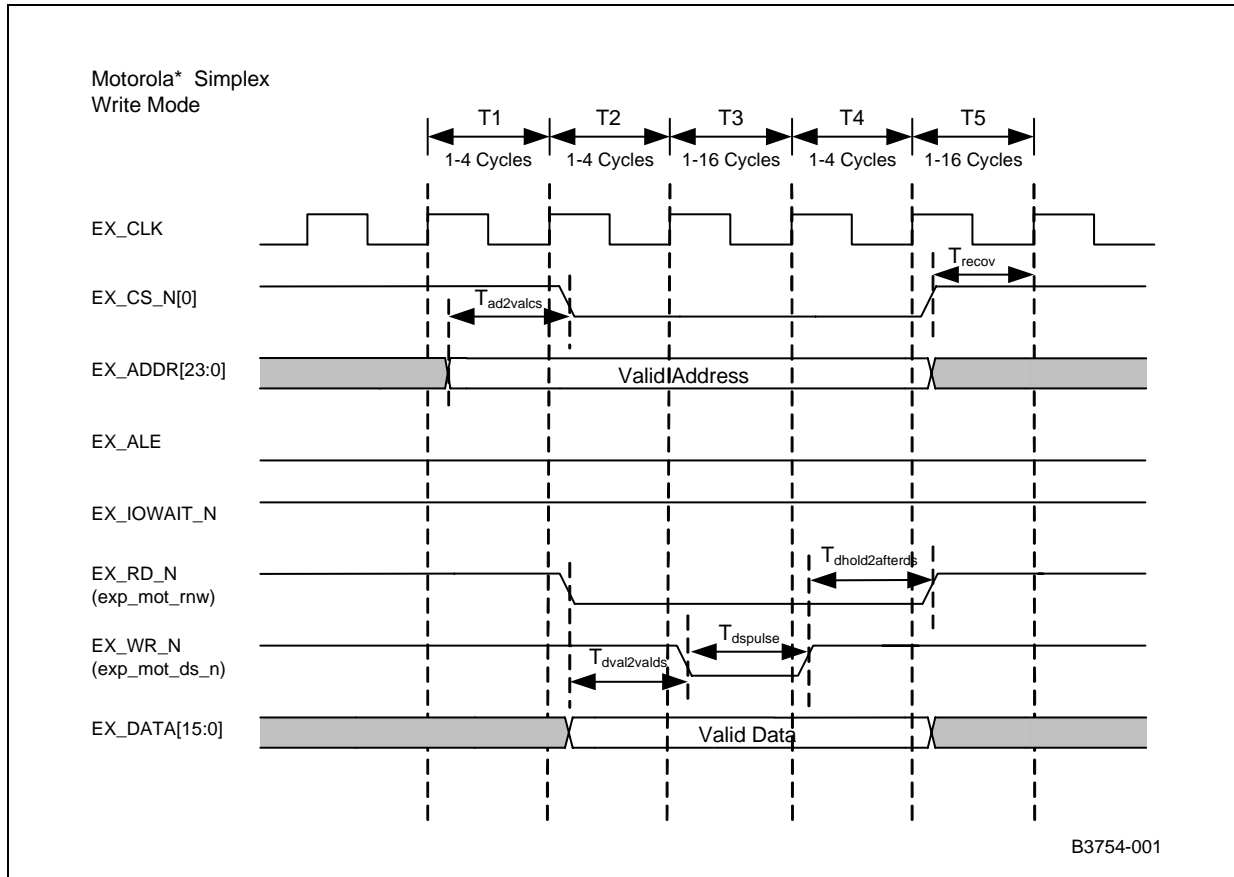 Motorola* Simplex
Write Mode
T1 T2 T3 T4 T5
1-4 Cycles 1-4 Cycles 1-16 Cycles 1-4 Cycles 1-16 Cycles
EX_CLK
Trecov
EX_CS_N[0]
Tad2valcs
EX_ADDR[23:0]
Valid Address
EX_ALE
EX_IOWAIT_N
Tdhold2afterds
EX_RD_N
(exp_mot_rnw)
Tdspulse
EX_WR_N
(exp_mot_ds_n)
Tdval2valds
EX_DATA[15:0]
Valid Data
B3754-001